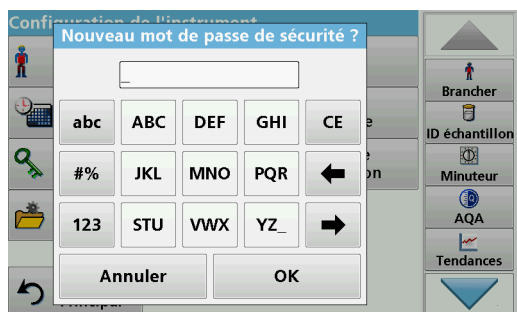 Configuration de l'instrument
Nouveau mot de passe de sécurité ?
_
abc ABC DEF GHI CE
#% JKL MNO PQR
123 STU VWX YZ_
Annuler OK
Principal
Brancher
ID échantillon
Minuteur
AQA
Tendances